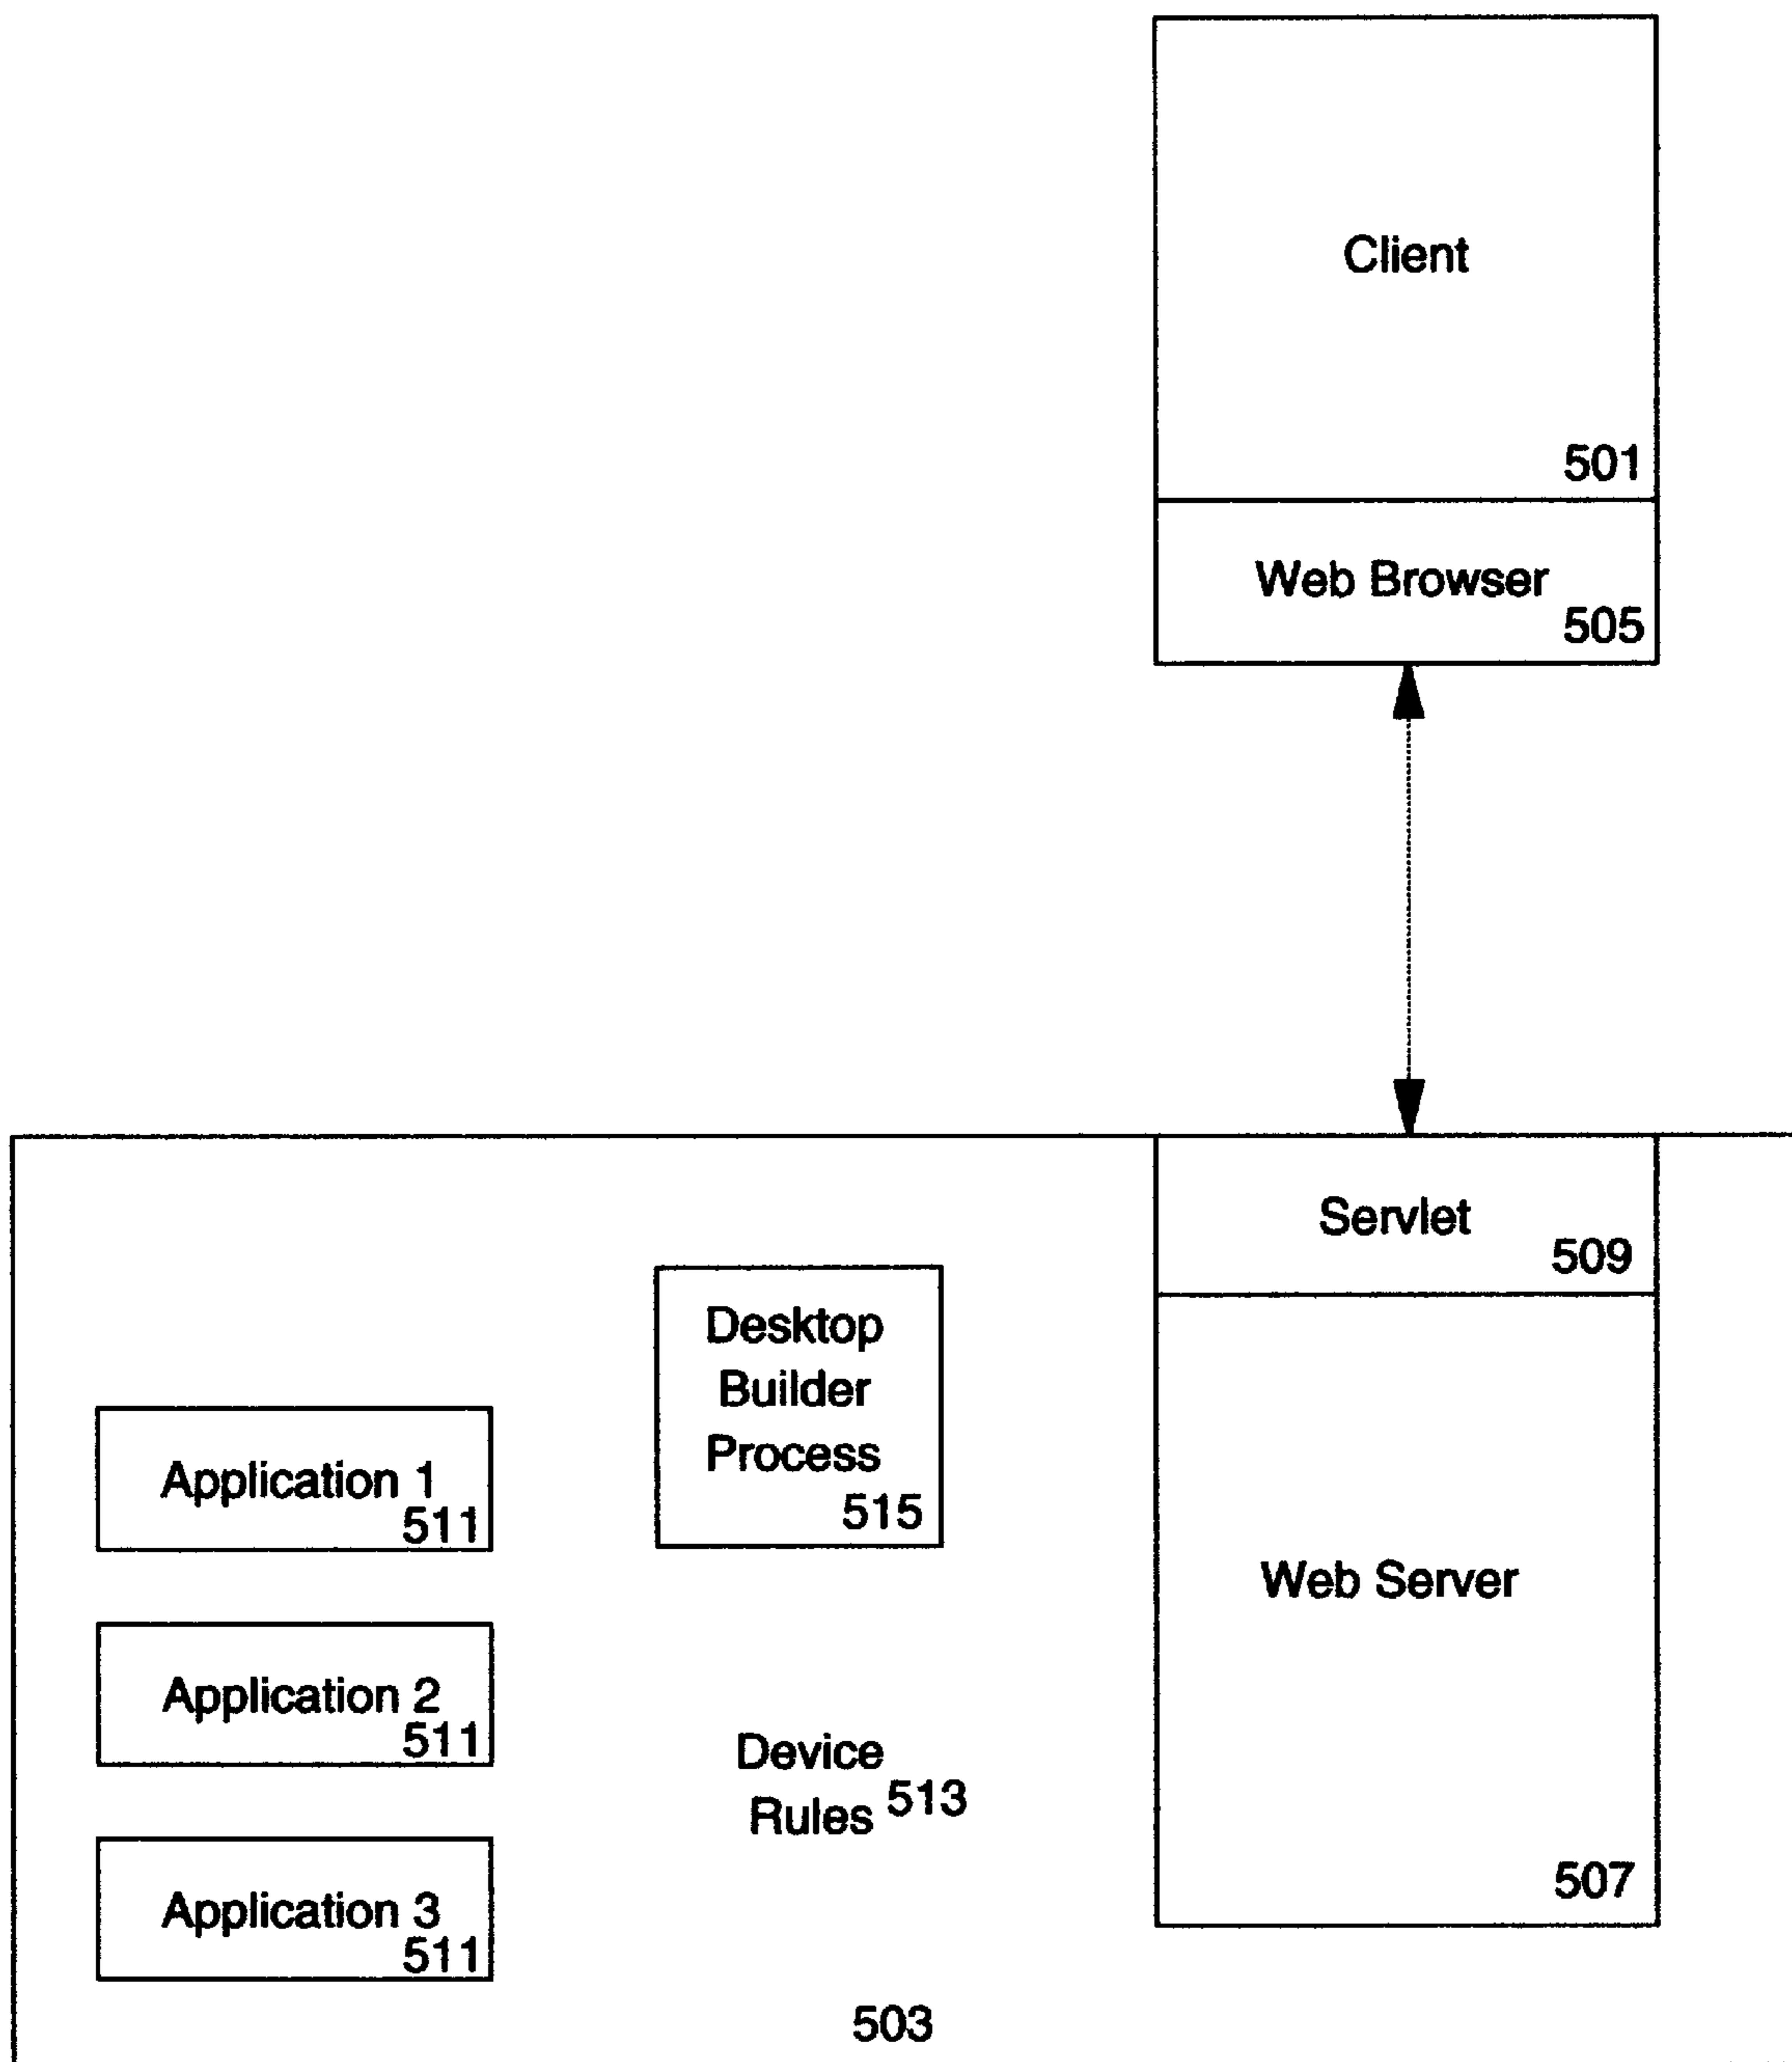 Client
501
Web Browser
505
Servlet
509
Desktop
Builder
Process
515
Application 1
511
Web Server
Application 2
511
Device
Rules 513
507
Application 3
511
503